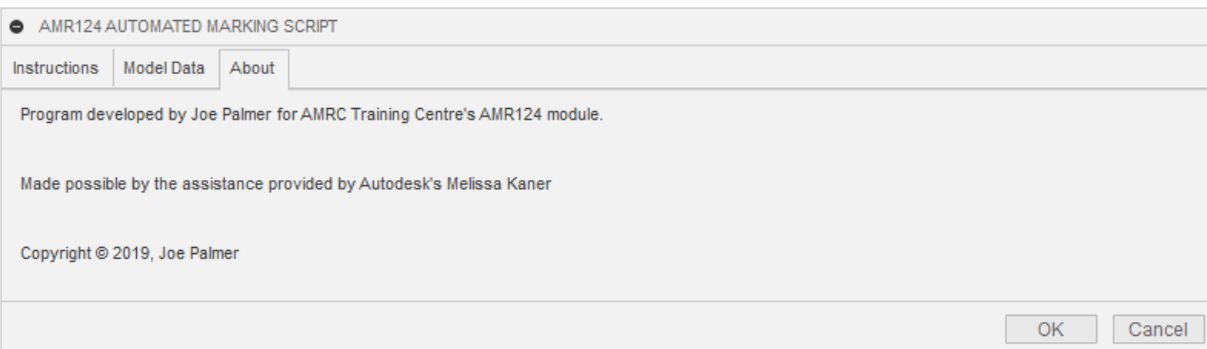 AMR124 AUTOMATED MARKING SCRIPT
Instructions Model Data About
Program developed by Joe Palmer for AMRC Training Centre's AMR124 module.
Made possible by the assistance provided by Autodesk's Melissa Kaner
Copyright © 2019, Joe Palmer
OK Cancel